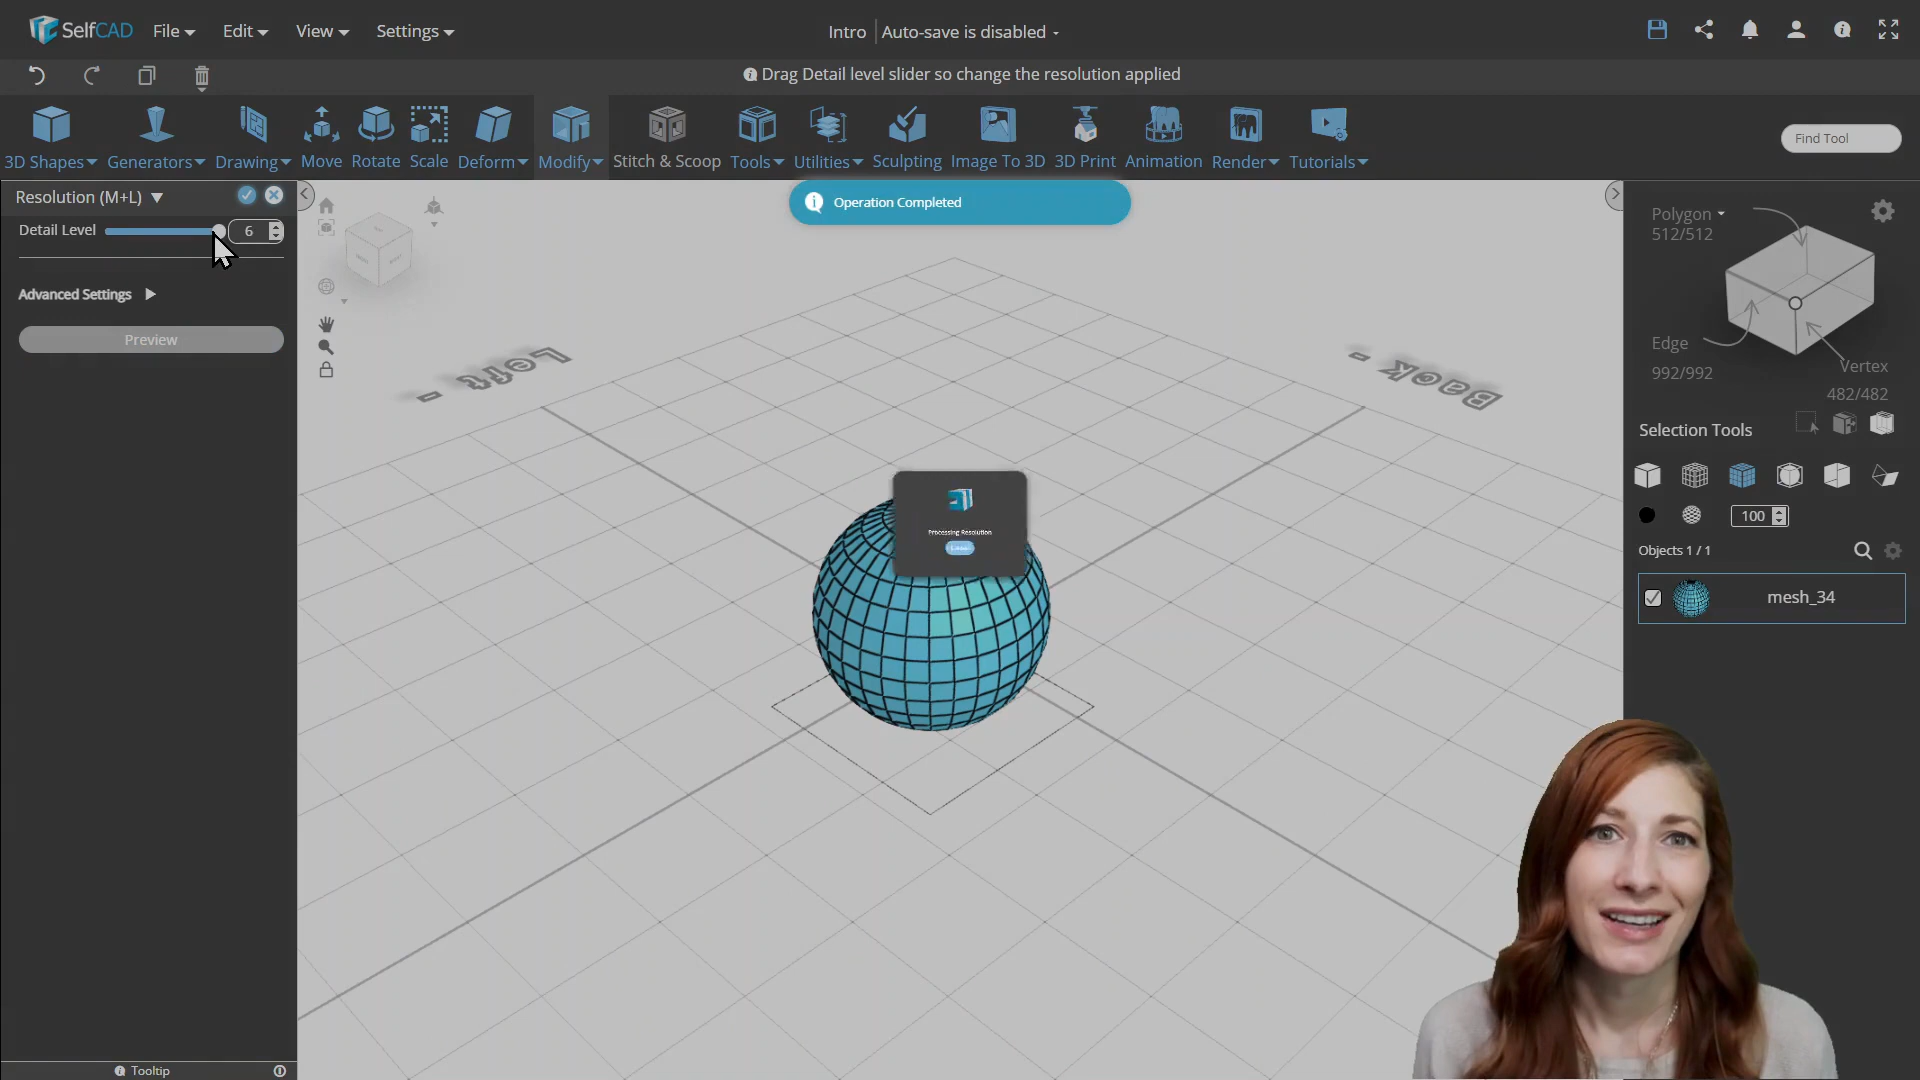 SelfCAD File Edit View Settings
Intro Auto-save is disabled
Drag Detail level slider so change the resolution applied
3D Shapes Generators Drawing Move Rotate Scale Deform Modify Stitch & Scoop Tools Utilities Sculpting Image To 3D 3D Print Animation Render Tutorials
Find Tool
Resolution (M+L)
Detail Level 6
Advanced Settings
Preview
Operation Completed
Left -
Back -
Processing Resolution
Polygon
512/512
Edge
992/992
Vertex
482/482
Selection Tools
100
Objects 1 / 1
mesh_34
Tooltip